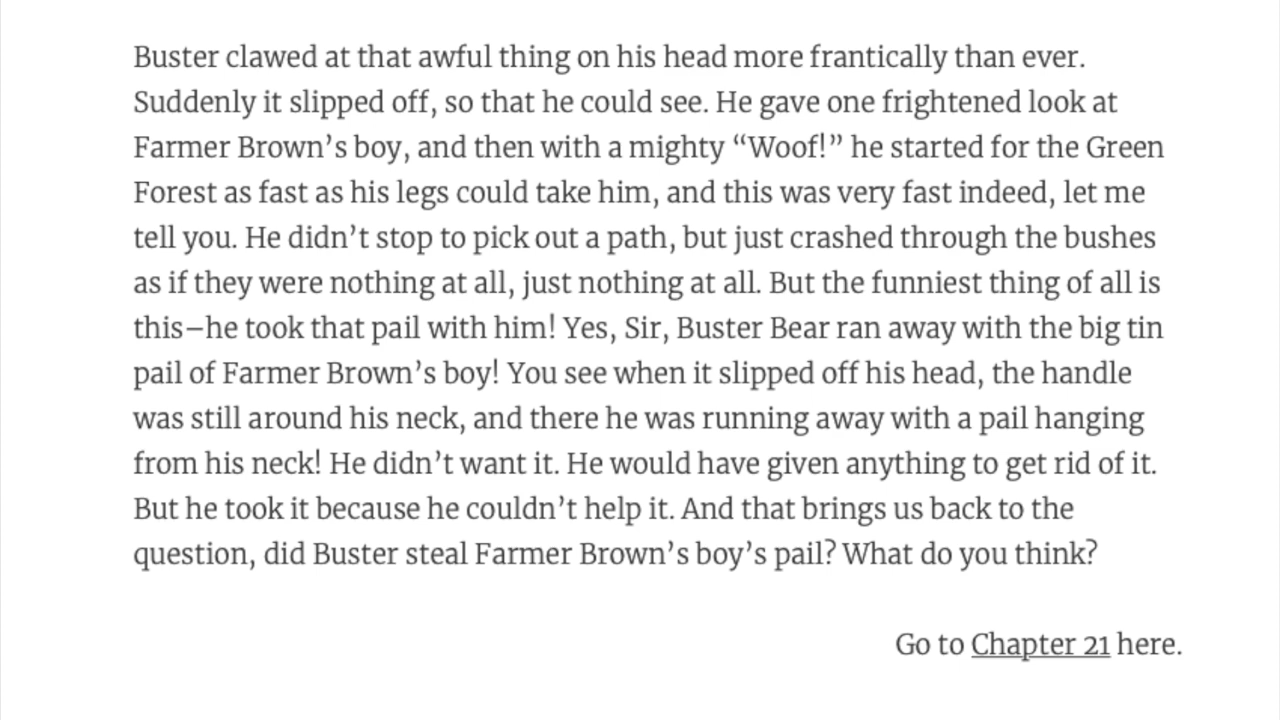 Buster clawed at that awful thing on his head more frantically than ever.
Suddenly it slipped off, so that he could see. He gave one frightened look at
Farmer Brown’s boy, and then with a mighty “Woof!” he started for the Green
Forest as fast as his legs could take him, and this was very fast indeed, let me
tell you. He didn’t stop to pick out a path, but just crashed through the bushes
as if they were nothing at all, just nothing at all. But the funniest thing of all is
this–he took that pail with him! Yes, Sir, Buster Bear ran away with the big tin
pail of Farmer Brown’s boy! You see when it slipped off his head, the handle
was still around his neck, and there he was running away with a pail hanging
from his neck! He didn’t want it. He would have given anything to get rid of it.
But he took it because he couldn’t help it. And that brings us back to the
question, did Buster steal Farmer Brown’s boy’s pail? What do you think?
Go to Chapter 21 here.